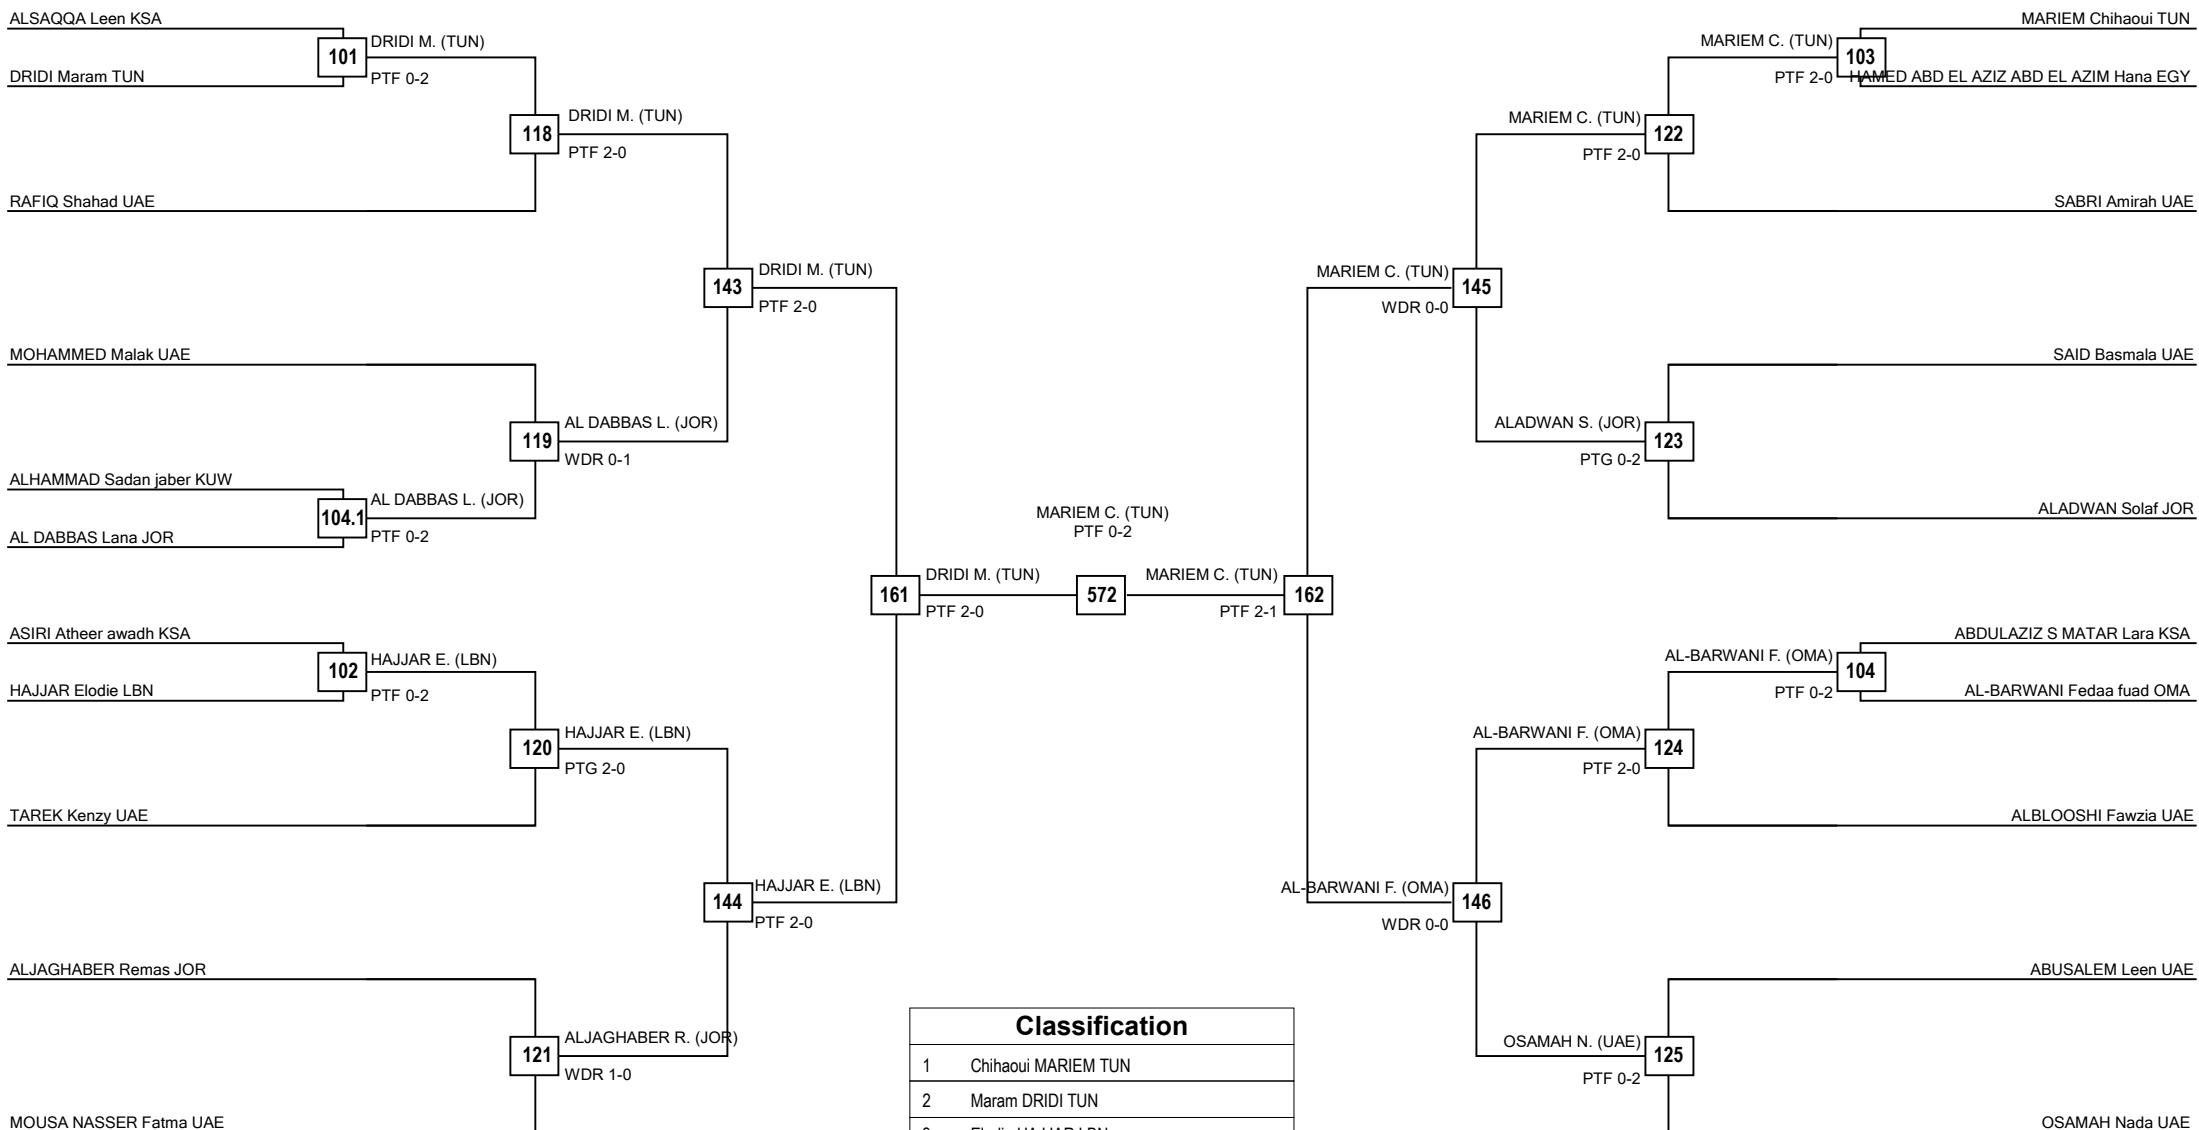 ALSAQQA Leen KSA
101
DRIDI M. (TUN)
PTF 0-2
DRIDI Maram TUN
118
DRIDI M. (TUN)
PTF 2-0
RAFIQ Shahad UAE
143
DRIDI M. (TUN)
PTF 2-0
MOHAMMED Malak UAE
119
AL DABBAS L. (JOR)
WDR 0-1
ALHAMMAD Sadan jaber KUW
104.1
AL DABBAS L. (JOR)
PTF 0-2
AL DABBAS Lana JOR
161
DRIDI M. (TUN)
PTF 2-0
ASIRI Atheer awadh KSA
102
HAJJAR E. (LBN)
PTF 0-2
HAJJAR Elodie LBN
120
HAJJAR E. (LBN)
PTG 2-0
TAREK Kenzy UAE
144
HAJJAR E. (LBN)
PTF 2-0
ALJAGHABER Remas JOR
121
ALJAGHABER R. (JOR)
WDR 1-0
MOUSA NASSER Fatma UAE
MARIEM C. (TUN)
PTF 0-2
572
MARIEM Chihaoui TUN
MARIEM C. (TUN)
103
PTF 2-0
HAMED ABD EL AZIZ ABD EL AZIM Hana EGY
MARIEM C. (TUN)
122
PTF 2-0
SABRI Amirah UAE
MARIEM C. (TUN)
145
WDR 0-0
SAID Basmala UAE
ALADWAN S. (JOR)
123
PTG 0-2
ALADWAN Solaf JOR
MARIEM C. (TUN)
162
PTF 2-1
ABDULAZIZ S MATAR Lara KSA
AL-BARWANI F. (OMA)
104
PTF 0-2
AL-BARWANI Fedaa fuad OMA
AL-BARWANI F. (OMA)
124
PTF 2-0
ALBLOOSHI Fawzia UAE
AL-BARWANI F. (OMA)
146
WDR 0-0
ABUSALEM Leen UAE
OSAMAH N. (UAE)
125
PTF 0-2
OSAMAH Nada UAE
Classification
1 Chihaoui MARIEM TUN
2 Maram DRIDI TUN